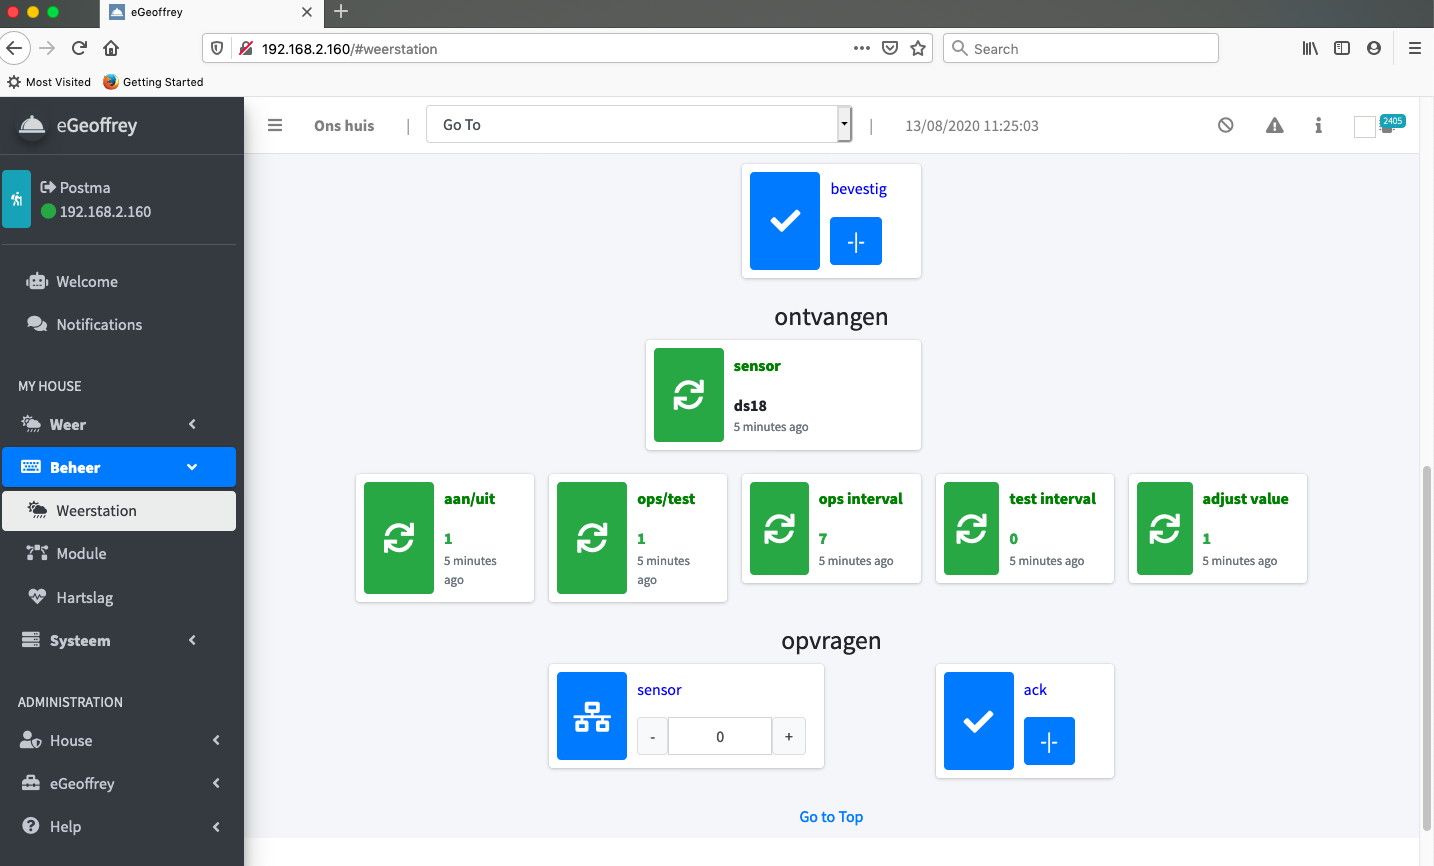 eGeoffrey
192.168.2.160/#weerstation
Search
Most Visited
Getting Started
eGeoffrey
Ons huis
|
Go To
|
13/08/2020 11:25:03
2405
Postma
192.168.2.160
Welcome
Notifications
MY HOUSE
Weer
Beheer
Weerstation
Module
Hartslag
Systeem
ADMINISTRATION
House
eGeoffrey
Help
bevestig
ontvangen
sensor
ds18
5 minutes ago
aan/uit
1
5 minutes
ago
ops/test
1
5 minutes
ago
ops interval
7
5 minutes ago
test interval
0
5 minutes ago
adjust value
1
5 minutes ago
opvragen
sensor
- 0 +
ack
Go to Top